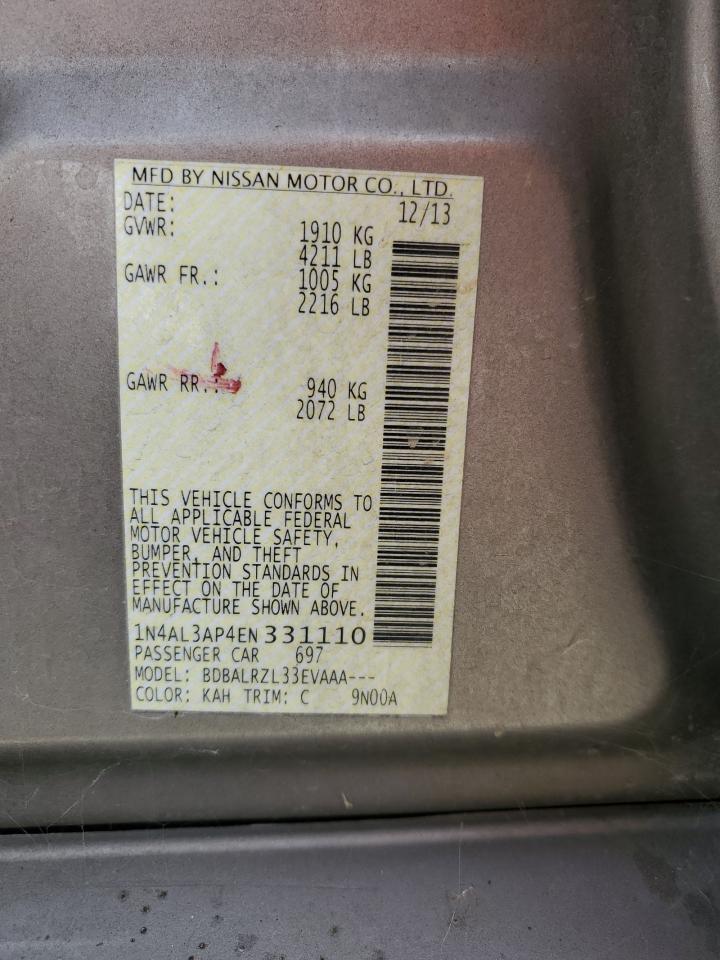 MFD BY NISSAN MOTOR CO., LTD.
DATE: 12/13
GVWR: 1910 KG
4211 LB
GAWR FR.: 1005 KG
2216 LB
GAWR RR.: 940 KG
2072 LB
THIS VEHICLE CONFORMS TO
ALL APPLICABLE FEDERAL
MOTOR VEHICLE SAFETY,
BUMPER, AND THEFT
PREVENTION STANDARDS IN
EFFECT ON THE DATE OF
MANUFACTURE SHOWN ABOVE.
1N4AL3AP4EN331110
PASSENGER CAR 697
MODEL: BDBALRZL33EVAAA---
COLOR: KAH TRIM: C 9N00A